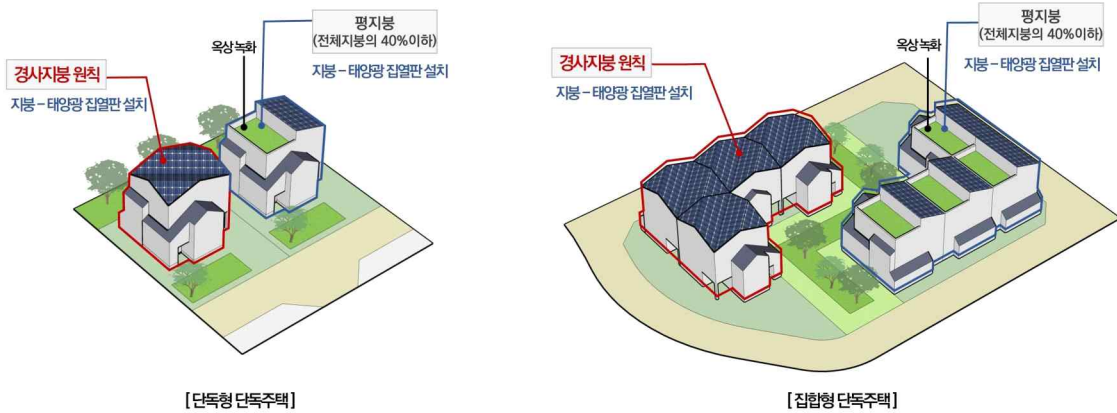 옥상 녹화
평지붕
(전체지붕의 40%이하)
경사지붕 원칙
지붕 – 태양광 집열판 설치
지붕 – 태양광 집열판 설치
[ 단독형 단독주택 ]
옥상 녹화
평지붕
(전체지붕의 40%이하)
경사지붕 원칙
지붕 – 태양광 집열판 설치
지붕 – 태양광 집열판 설치
[ 집합형 단독주택 ]